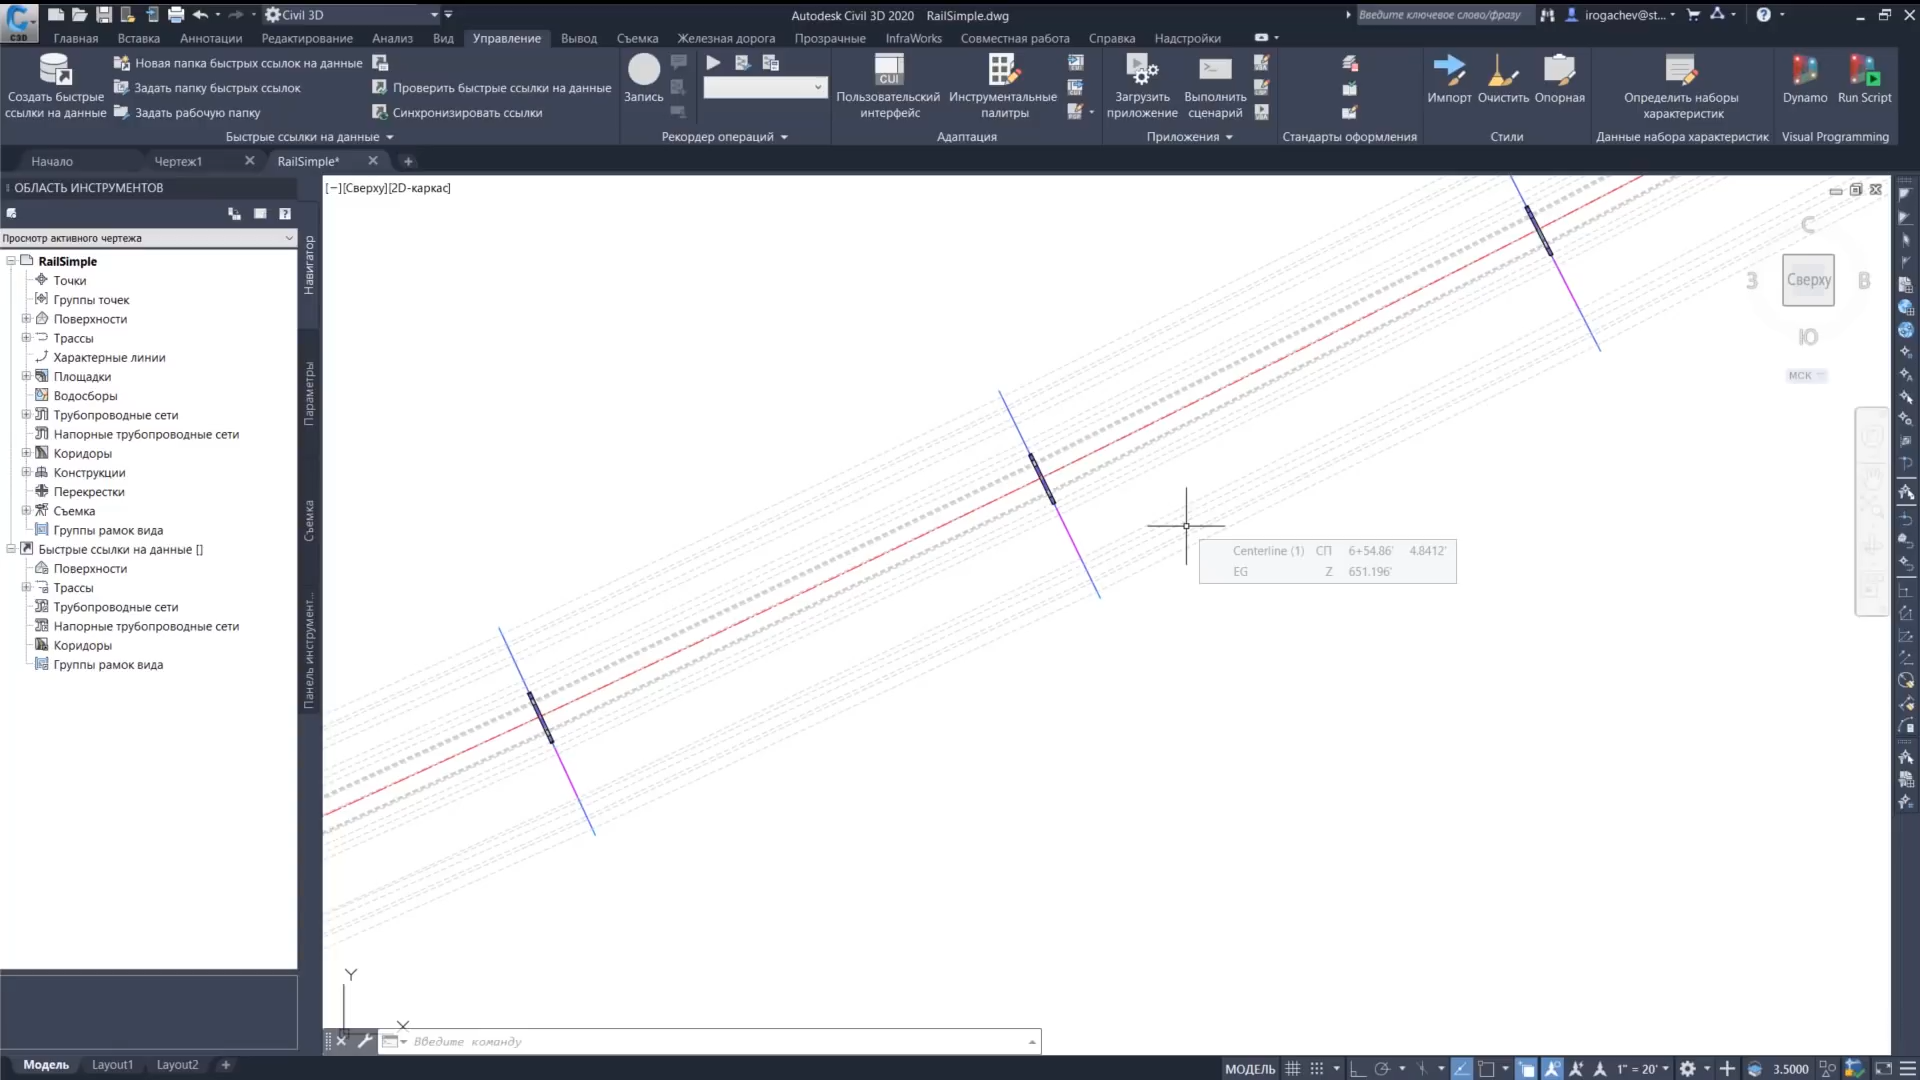 C3D
Civil 3D
Autodesk Civil 3D 2020 RailSimple.dwg
Введите ключевое слово/фразу
irogachev@st...
Главная Вставка Аннотации Редактирование Анализ Вид Управление Вывод Съемка Железная дорога Прозрачные InfraWorks Совместная работа Справка Надстройки
Создать быстрые ссылки на данные
Новая папка быстрых ссылок на данные
Задать папку быстрых ссылок
Задать рабочую папку
Проверить быстрые ссылки на данные
Синхронизировать ссылки
Быстрые ссылки на данные
Запись
Рекордер операций
CUI
Пользовательский интерфейс
Инструментальные палитры
Адаптация
Загрузить приложение
Выполнить сценарий
Приложения
Стандарты оформления
Импорт
Очистить
Опорная
Стили
Определить наборы характеристик
Данные набора характеристик
Dynamo
Run Script
Visual Programming
Начало
Чертеж1
RailSimple*
ОБЛАСТЬ ИНСТРУМЕНТОВ
Просмотр активного чертежа
RailSimple
Точки
Группы точек
Поверхности
Трассы
Характерные линии
Площадки
Водосборы
Трубопроводные сети
Напорные трубопроводные сети
Коридоры
Конструкции
Перекрестки
Съемка
Группы рамок вида
Быстрые ссылки на данные []
Поверхности
Трассы
Трубопроводные сети
Напорные трубопроводные сети
Коридоры
Группы рамок вида
Навигатор
Параметры
Съемка
Панель инструмент...
[−][Сверху][2D-каркас]
С
З
Сверху
В
Ю
МСК
Centerline (1) СП 6+54.86' 4.8412'
EG Z 651.196'
Y
X
Введите команду
Модель Layout1 Layout2
МОДЕЛЬ
1" = 20'
3.5000